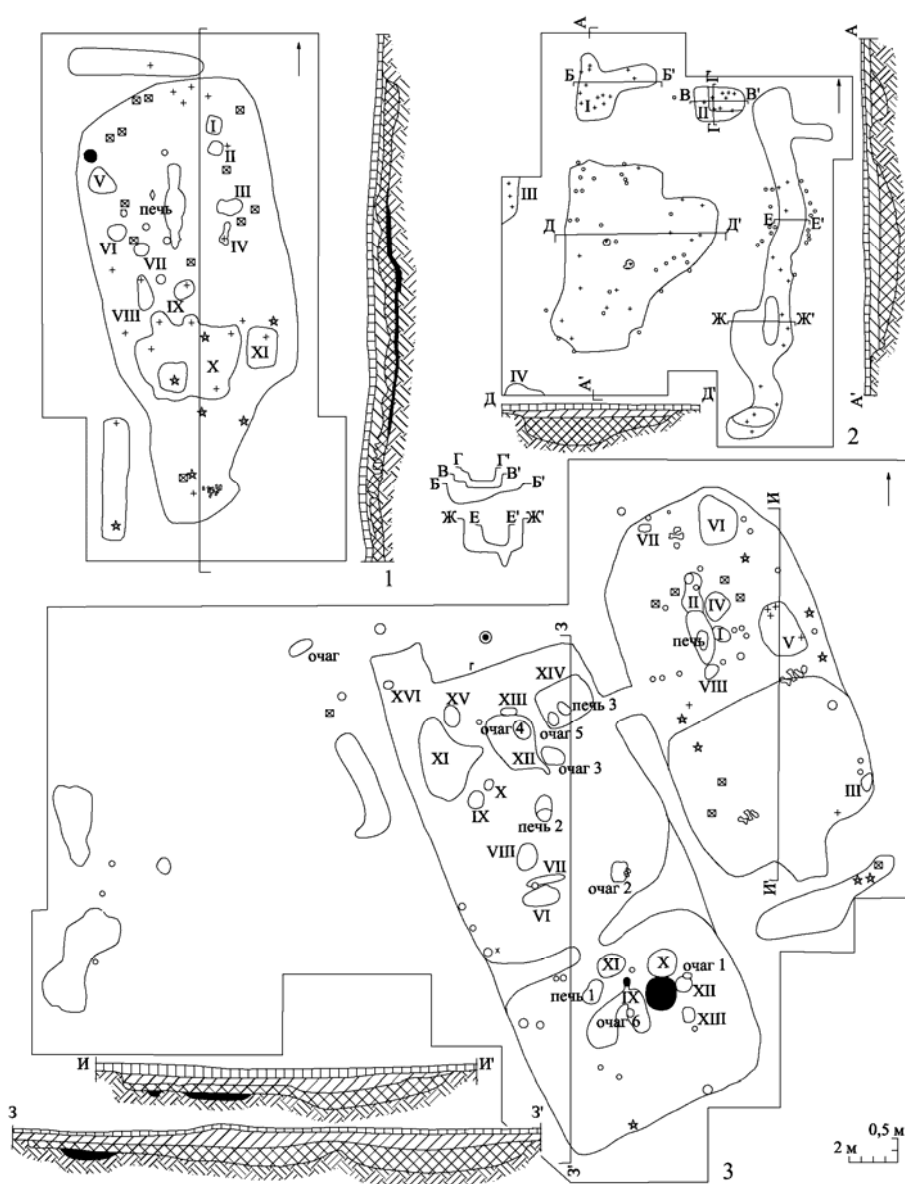 I
II
III
IV
V
печь
VI
VII
VIII
IX
X
XI
1
А
Б Б'
I
Г
В В'
II
Г'
III
Д Д'
Е Е'
Ж Ж'
IV
А'
Д Д'
А
А'
2
Г Г'
В В'
Б Б'
Ж Е Е' Ж'
И
VI
VII
II
IV
печь
I
V
VIII
III
И'
З
очаг
г
XVI
XV
XIII
XIV
печь 3
очаг 4
очаг 5
XI
XII
очаг 3
X
IX
печь 2
VIII
VII
VI
очаг 2
x
XI
X
очаг 1
печь 1
IX
XII
очаг 6
XIII
З'
И И'
З З'
3
0,5 м
2 м